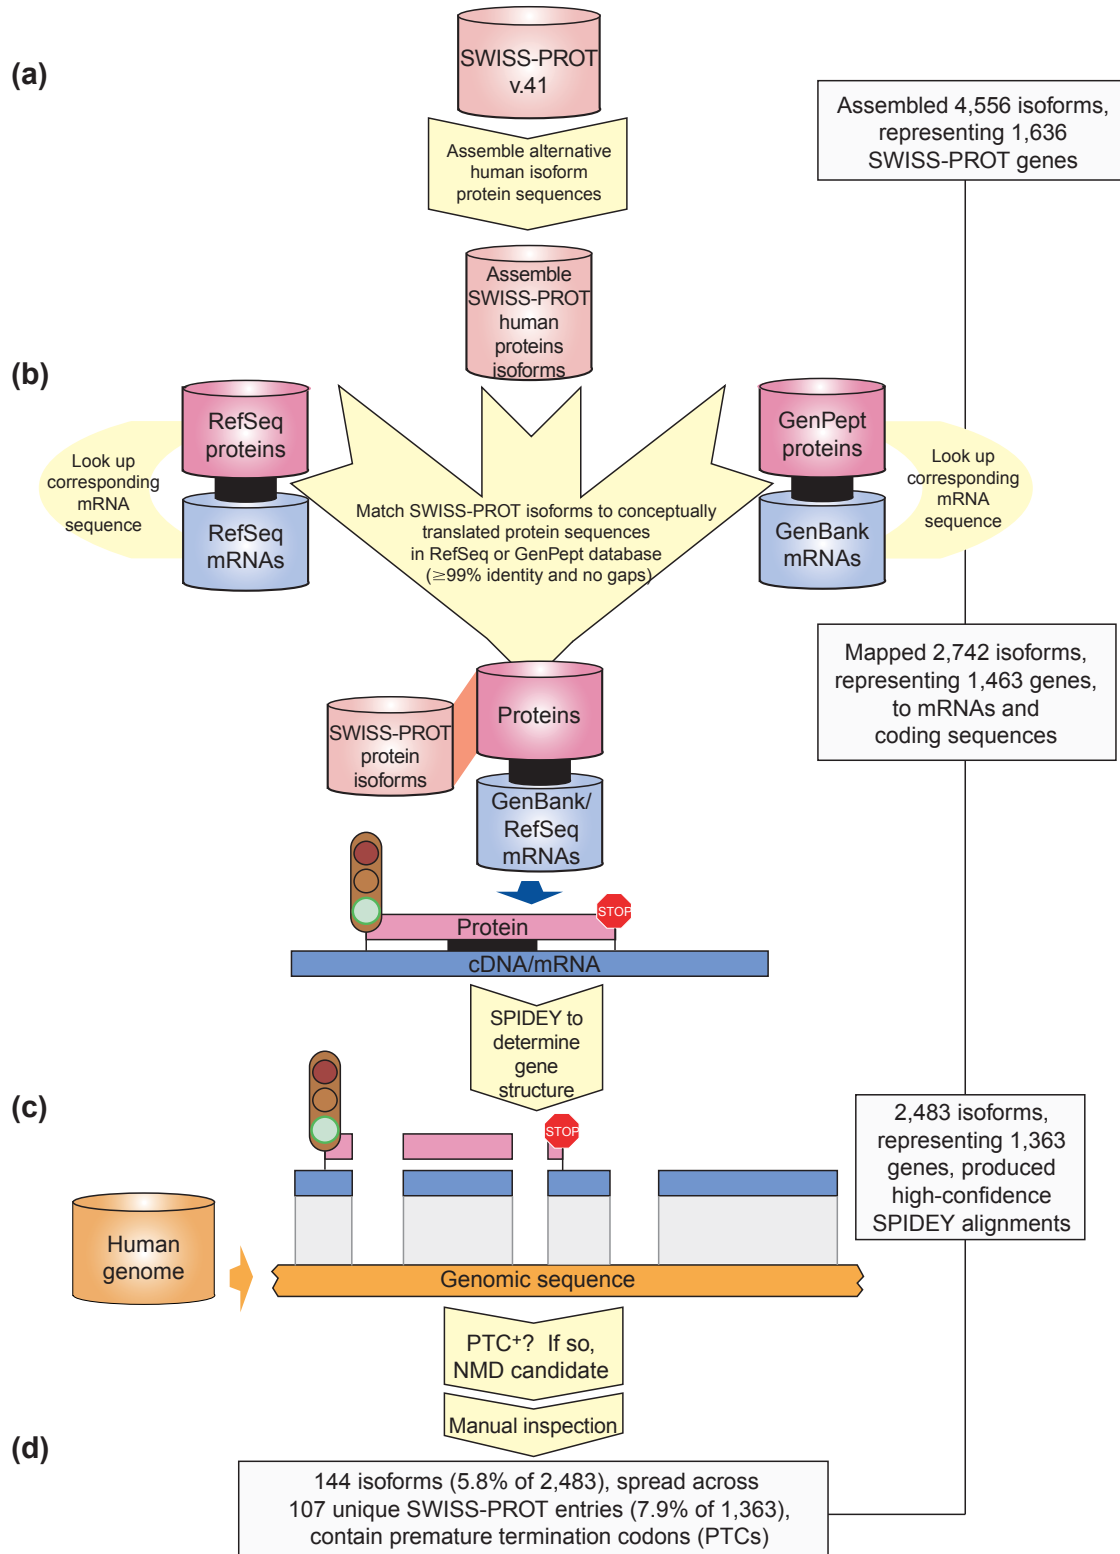 (a)
SWISS-PROT
v.41
Assemble alternative
human isoform
protein sequences
Assembled 4,556 isoforms,
representing 1,636
SWISS-PROT genes
Assemble
SWISS-PROT
human
proteins
isoforms
(b)
RefSeq
proteins
Look up
corresponding
mRNA
sequence
RefSeq
mRNAs
Match SWISS-PROT isoforms to conceptually
translated protein sequences
in RefSeq or GenPept database
(≥99% identity and no gaps)
GenPept
proteins
Look up
corresponding
mRNA
sequence
GenBank
mRNAs
Mapped 2,742 isoforms,
representing 1,463 genes,
to mRNAs and
coding sequences
SWISS-PROT
protein
isoforms
Proteins
GenBank/
RefSeq
mRNAs
STOP
Protein
cDNA/mRNA
SPIDEY to
determine
gene
structure
(c)
STOP
2,483 isoforms,
representing 1,363
genes, produced
high-confidence
SPIDEY alignments
Human
genome
Genomic sequence
PTC⁺? If so,
NMD candidate
Manual inspection
(d)
144 isoforms (5.8% of 2,483), spread across
107 unique SWISS-PROT entries (7.9% of 1,363),
contain premature termination codons (PTCs)